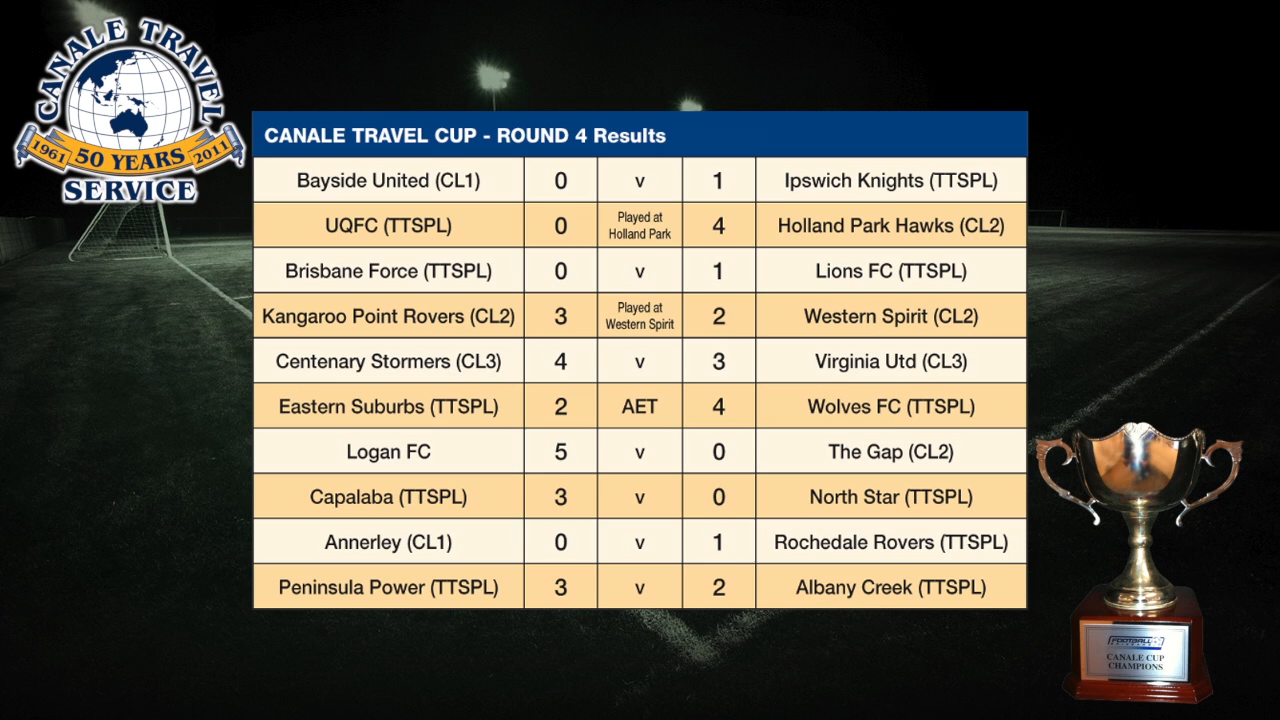 CANALE TRAVEL
1961 50 YEARS 2011
SERVICE
CANALE TRAVEL CUP - ROUND 4 Results
Bayside United (CL1) 0 v 1 Ipswich Knights (TTSPL)
UQFC (TTSPL) 0 Played at Holland Park 4 Holland Park Hawks (CL2)
Brisbane Force (TTSPL) 0 v 1 Lions FC (TTSPL)
Kangaroo Point Rovers (CL2) 3 Played at Western Spirit 2 Western Spirit (CL2)
Centenary Stormers (CL3) 4 v 3 Virginia Utd (CL3)
Eastern Suburbs (TTSPL) 2 AET 4 Wolves FC (TTSPL)
Logan FC 5 v 0 The Gap (CL2)
Capalaba (TTSPL) 3 v 0 North Star (TTSPL)
Annerley (CL1) 0 v 1 Rochedale Rovers (TTSPL)
Peninsula Power (TTSPL) 3 v 2 Albany Creek (TTSPL)
FOOTBALL
CANALE CUP
CHAMPIONS